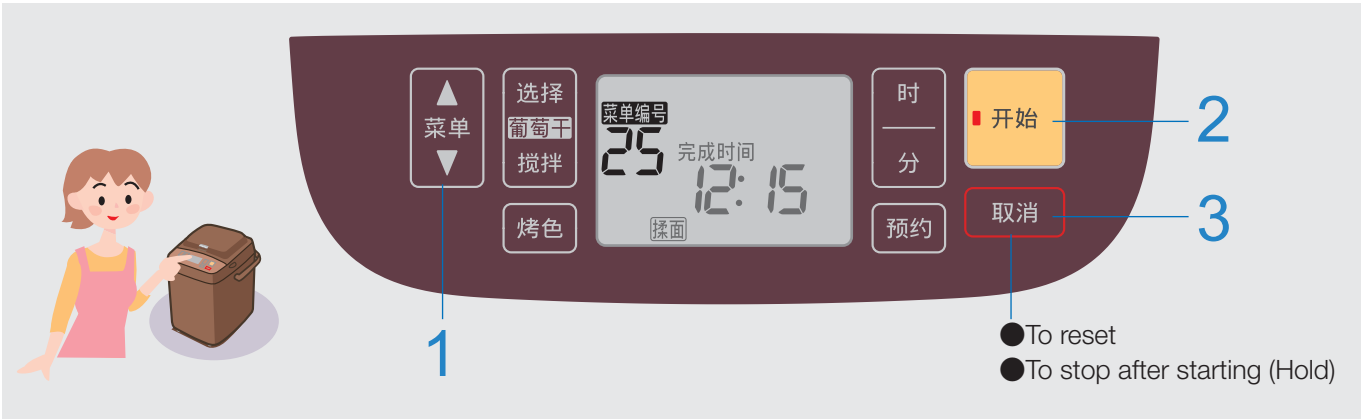 ▲
菜单
▼
选择
葡萄干
搅拌
烤色
菜单编号
25
完成时间
12:15
揉面
时
分
预约
开始
取消
1
2
3
●To reset
●To stop after starting (Hold)